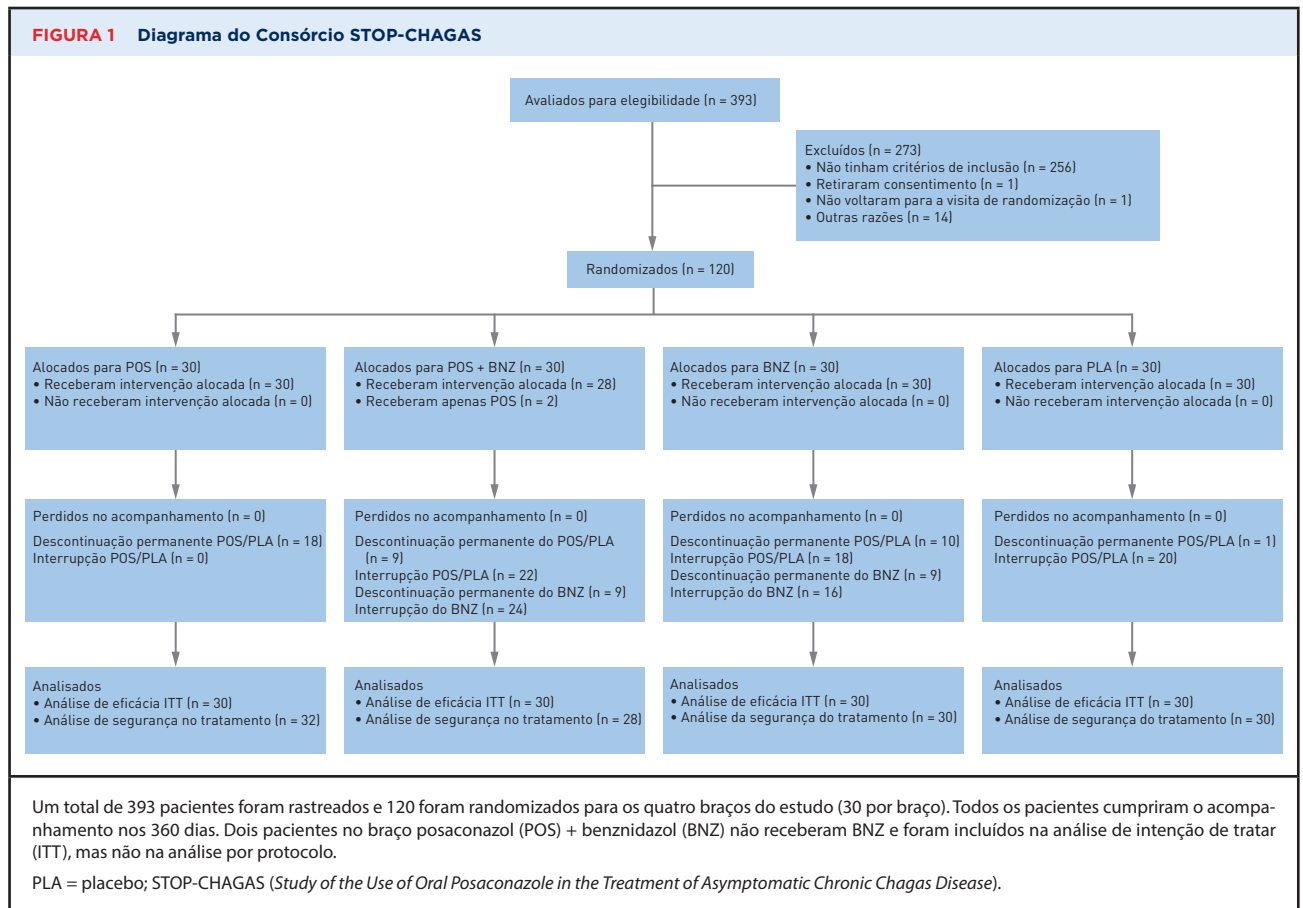 FIGURA 1 Diagrama do Consórcio STOP-CHAGAS
Avaliados para elegibilidade (n = 393)
Excluídos (n = 273)
• Não tinham critérios de inclusão (n = 256)
• Retiraram consentimento (n = 1)
• Não voltaram para a visita de randomização (n = 1)
• Outras razões (n = 14)
Randomizados (n = 120)
Alocados para POS (n = 30)
• Receberam intervenção alocada (n = 30)
• Não receberam intervenção alocada (n = 0)
Alocados para POS + BNZ (n = 30)
• Receberam intervenção alocada (n = 28)
• Receberam apenas POS (n = 2)
Alocados para BNZ (n = 30)
• Receberam intervenção alocada (n = 30)
• Não receberam intervenção alocada (n = 0)
Alocados para PLA (n = 30)
• Receberam intervenção alocada (n = 30)
• Não receberam intervenção alocada (n = 0)
Perdidos no acompanhamento (n = 0)
Descontinuação permanente POS/PLA (n = 18)
Interrupção POS/PLA (n = 0)
Perdidos no acompanhamento (n = 0)
Descontinuação permanente do POS/PLA
(n = 9)
Interrupção POS/PLA (n = 22)
Descontinuação permanente do BNZ (n = 9)
Interrupção do BNZ (n = 24)
Perdidos no acompanhamento (n = 0)
Descontinuação permanente POS/PLA (n = 10)
Interrupção POS/PLA (n = 18)
Descontinuação permanente do BNZ (n = 9)
Interrupção do BNZ (n = 16)
Perdidos no acompanhamento (n = 0)
Descontinuação permanente POS/PLA (n = 1)
Interrupção POS/PLA (n = 20)
Analisados
• Análise de eficácia ITT (n = 30)
• Análise de segurança no tratamento (n = 32)
Analisados
• Análise de eficácia ITT (n = 30)
• Análise de segurança no tratamento (n = 28)
Analisados
• Análise de eficácia ITT (n = 30)
• Análise da segurança do tratamento (n = 30)
Analisados
• Análise de eficácia ITT (n = 30)
• Análise de segurança do tratamento (n = 30)
Um total de 393 pacientes foram rastreados e 120 foram randomizados para os quatro braços do estudo (30 por braço). Todos os pacientes cumpriram o acompa-
nhamento nos 360 dias. Dois pacientes no braço posaconazol (POS) + benznidazol (BNZ) não receberam BNZ e foram incluídos na análise de intenção de tratar
(ITT), mas não na análise por protocolo.
PLA = placebo; STOP-CHAGAS (Study of the Use of Oral Posaconazole in the Treatment of Asymptomatic Chronic Chagas Disease).